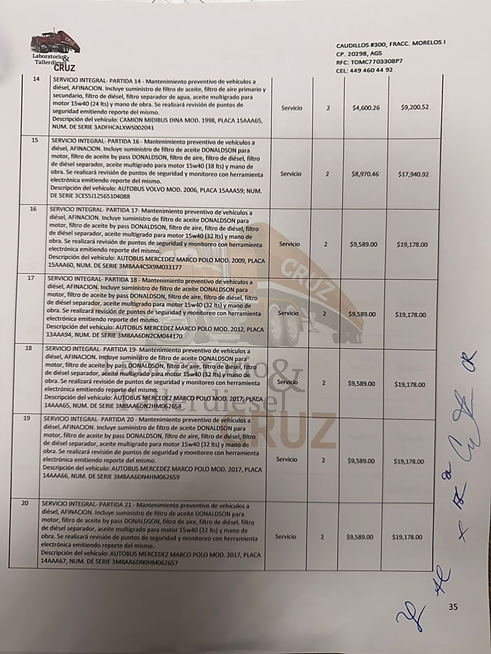 Laboratorio &
Tallerdiesel
CRUZ
CAUDILLOS #300, FRACC. MORELOS I
CP. 20298, AGS
RFC: TOMC7703308P7
CEL: 449 460 44 92
14
SERVICIO INTEGRAL- PARTIDA 14 - Mantenimiento preventivo de vehículos a
diésel, AFINACION. Incluye suministro de filtro de aceite, filtro de aire primario y
secundario, filtro de diésel, filtro separador de agua, aceite multigrado para
motor 15w40 (24 lts) y mano de obra. Se realizará revisión de puntos de
seguridad emitiendo reporte del mismo.
Descripción del vehículo: CAMION MIDIBUS DINA MOD. 1998, PLACA 15AAA65,
NUM. DE SERIE 3ADFHCALXWS002041
Servicio
2
$4,600.26
$9,200.52
15
SERVICIO INTEGRAL- PARTIDA 16 - Mantenimiento preventivo de vehículos a
diésel, AFINACION. Incluye suministro de filtro de aceite DONALDSON para
motor, filtro de aceite by pass DONALDSON, filtro de aire, filtro de diésel, filtro
de diésel separador, aceite multigrado para motor 15w40 (38 lts) y mano de
obra. Se realizará revisión de puntos de seguridad y monitoreo con herramienta
electrónica emitiendo reporte del mismo.
Descripción del vehículo: AUTOBUS VOLVO MOD. 2006, PLACA 15AAA59; NUM.
DE SERIE 3CES5J12565104088
Servicio
2
$8,970.46
$17,940.92
16
SERVICIO INTEGRAL- PARTIDA 17- Mantenimiento preventivo de vehículos a
diésel, AFINACION. Incluye suministro de filtro de aceite DONALDSON para
motor, filtro de aceite by pass DONALDSON, filtro de aire, filtro de diésel, filtro
de diésel separador, aceite multigrado para motor 15w40 (32 lts) y mano de
obra. Se realizará revisión de puntos de seguridad y monitoreo con herramienta
electrónica emitiendo reporte del mismo.
Descripción del vehículo: AUTOBUS MERCEDEZ MARCO POLO MOD. 2009, PLACA
15AAA60, NUM. DE SERIE 3MBAA4CSX9M033177
Servicio
2
$9,589.00
$19,178.00
17
SERVICIO INTEGRAL- PARTIDA 18 - Mantenimiento preventivo de vehículos a
diésel, AFINACION. Incluye suministro de filtro de aceite DONALDSON para
motor, filtro de aceite by pass DONALDSON, filtro de aire, filtro de diésel, filtro
de diésel separador, aceite multigrado para motor 15w40 (32 lts) y mano de
obra. Se realizará revisión de puntos de seguridad y monitoreo con herramienta
electrónica emitiendo reporte del mismo.
Descripción del vehículo: AUTOBUS MERCEDEZ MARCO POLO MOD. 2012, PLACA
13AAA94, NUM. DE SERIE 3MBAA6DN2CM044170
Servicio
2
$9,589.00
$19,178.00
18
SERVICIO INTEGRAL- PARTIDA 19- Mantenimiento preventivo de vehículos a
diésel, AFINACION. Incluye suministro de filtro de aceite DONALDSON para
motor, filtro de aceite by pass DONALDSON, filtro de aire, filtro de diésel, filtro
de diésel separador, aceite multigrado para motor 15w40 (32 lts) y mano de
obra. Se realizará revisión de puntos de seguridad y monitoreo con herramienta
electrónica emitiendo reporte del mismo.
Descripción del vehículo: AUTOBUS MERCEDEZ MARCO POLO MOD. 2017, PLACA
14AAA65, NUM. DE SERIE 3MBAA6DN2HM062658
Servicio
2
$9,589.00
$19,178.00
19
SERVICIO INTEGRAL- PARTIDA 20 - Mantenimiento preventivo de vehículos a
diésel, AFINACION. Incluye suministro de filtro de aceite DONALDSON para
motor, filtro de aceite by pass DONALDSON, filtro de aire, filtro de diésel, filtro
de diésel separador, aceite multigrado para motor 15w40 (32 lts) y mano de
obra. Se realizará revisión de puntos de seguridad y monitoreo con herramienta
electrónica emitiendo reporte del mismo.
Descripción del vehículo: AUTOBUS MERCEDEZ MARCO POLO MOD. 2017, PLACA
14AAA66, NUM. DE SERIE 3MBAA6DN4HM062659
Servicio
2
$9,589.00
$19,178.00
20
SERVICIO INTEGRAL- PARTIDA 21 - Mantenimiento preventivo de vehículos a
diésel, AFINACION. Incluye suministro de filtro de aceite DONALDSON para
motor, filtro de aceite by pass DONALDSON, filtro de aire, filtro de diésel, filtro
de diésel separador, aceite multigrado para motor 15w40 (32 lts) y mano de
obra. Se realizará revisión de puntos de seguridad y monitoreo con herramienta
electrónica emitiendo reporte del mismo.
Descripción del vehículo: AUTOBUS MERCEDEZ MARCO POLO MOD. 2017, PLACA
14AAA67, NUM. DE SERIE 3MBAA6DN0HM062657
Servicio
2
$9,589.00
$19,178.00
CRUZ
&
CRUZ
35